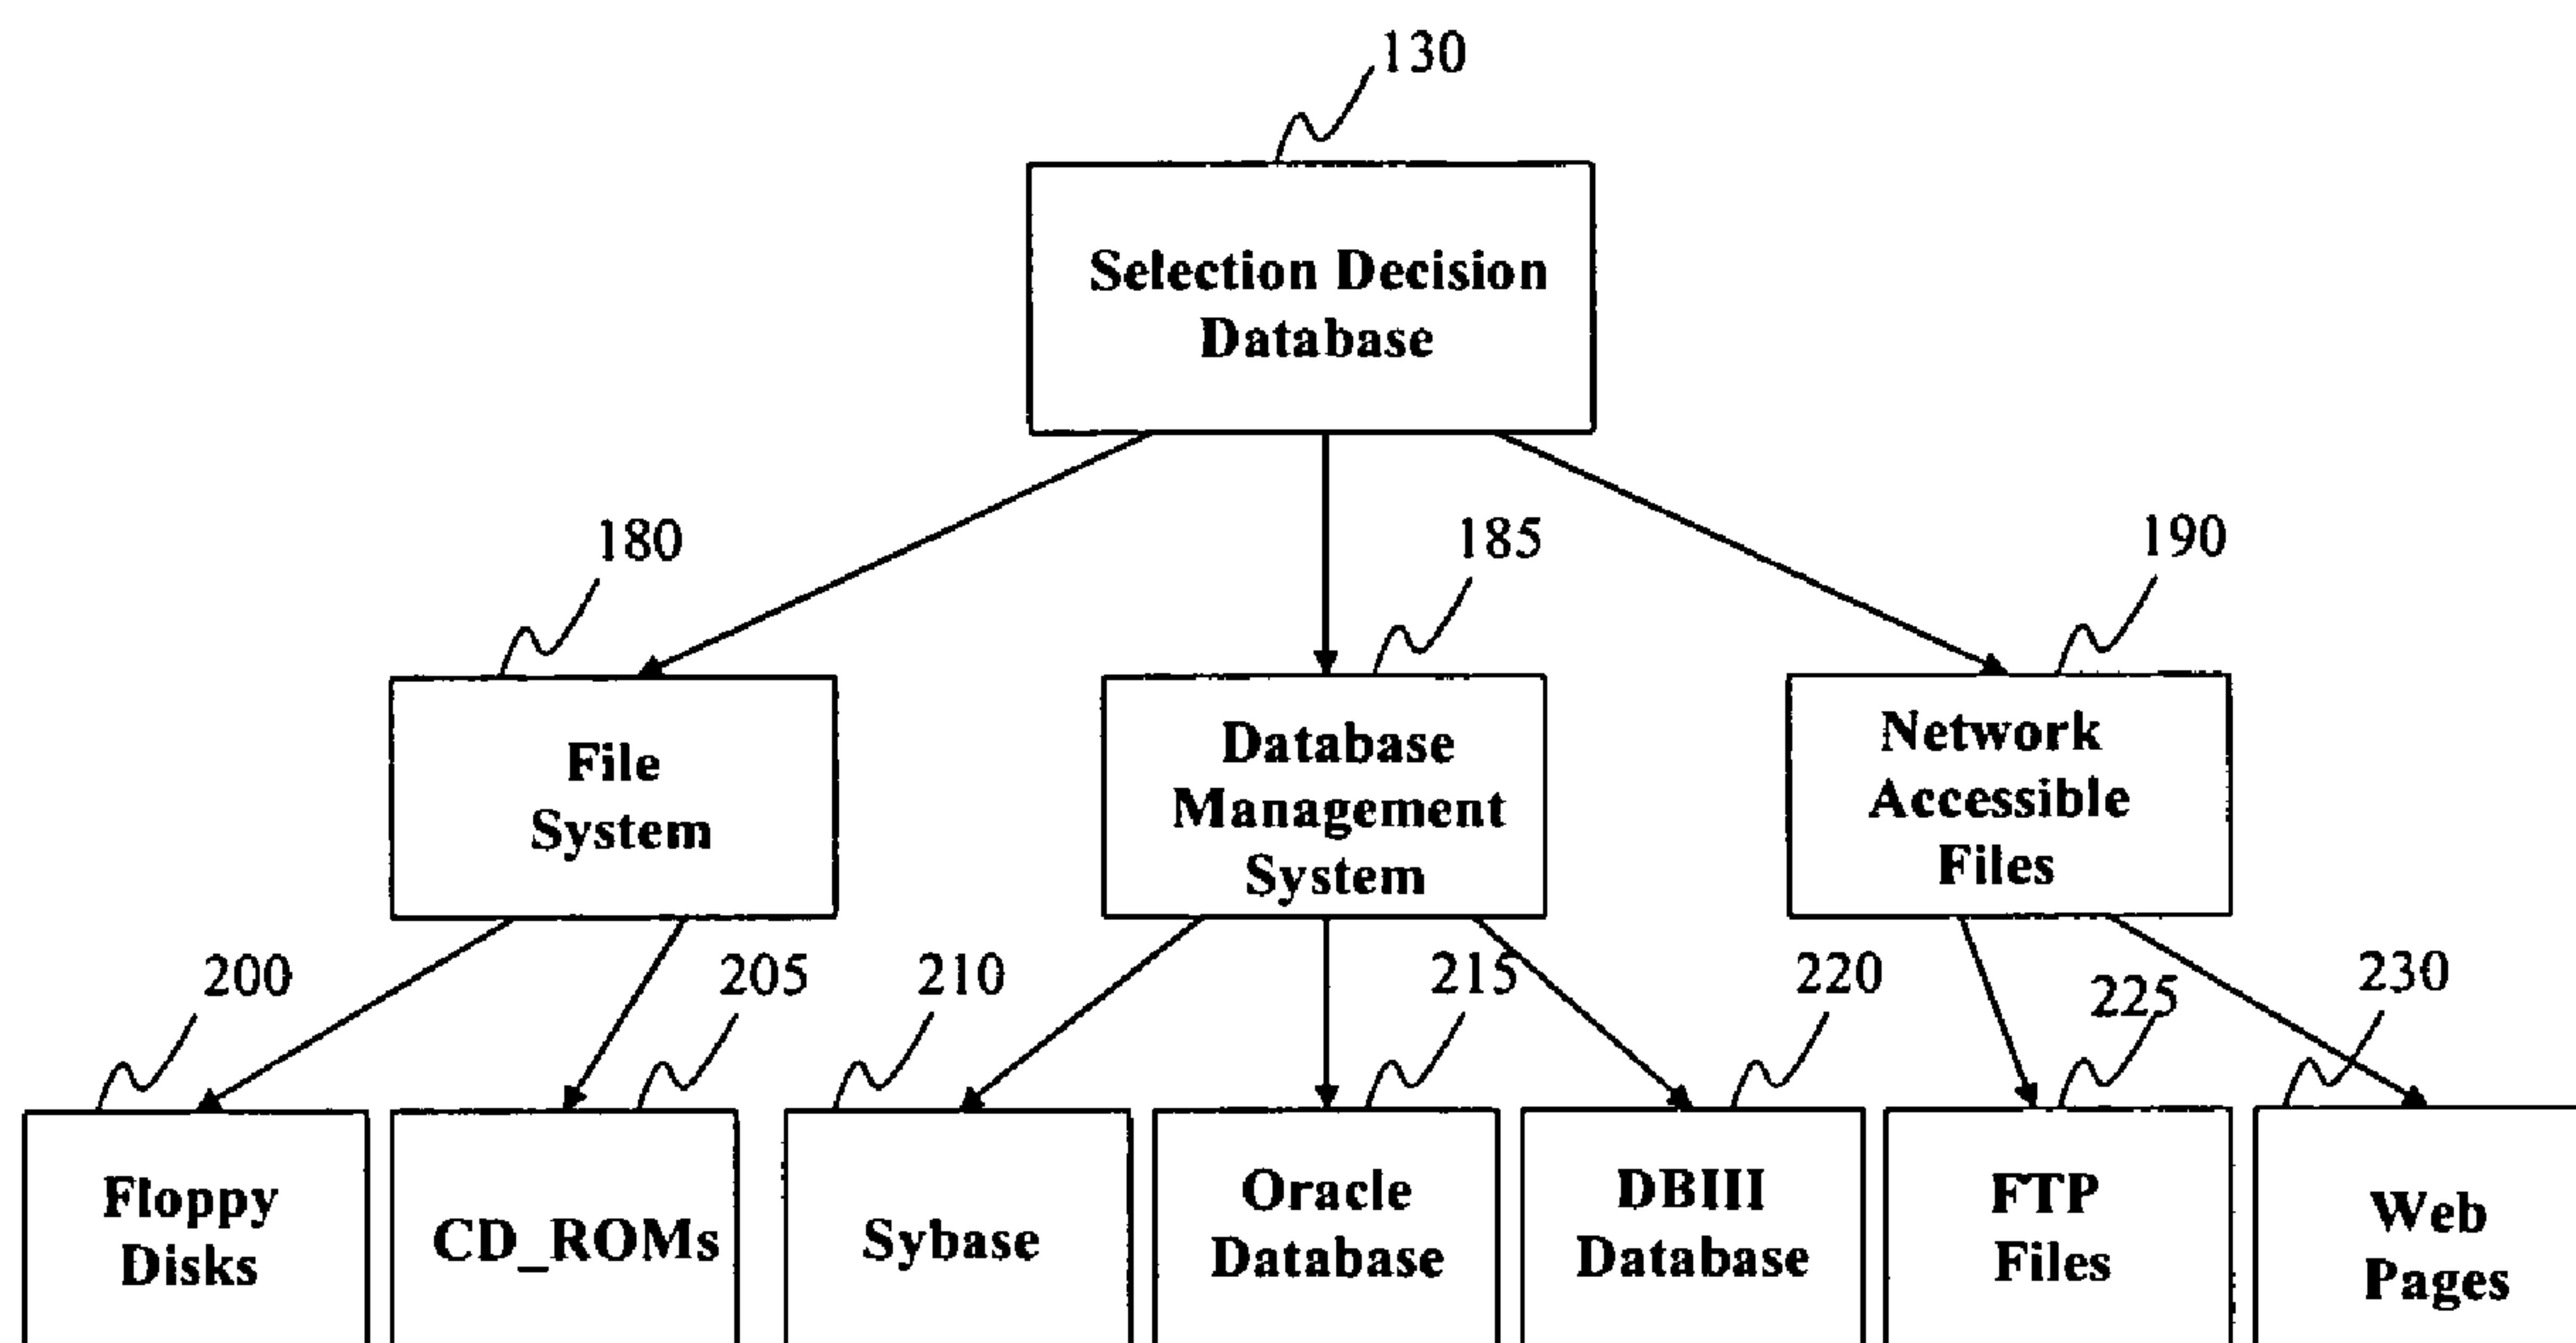 130
Selection Decision
Database
180
185
190
File
System
Database
Management
System
Network
Accessible
Files
200
205
210
215
220
225
230
Floppy
Disks
CD_ROMs
Sybase
Oracle
Database
DBIII
Database
FTP
Files
Web
Pages